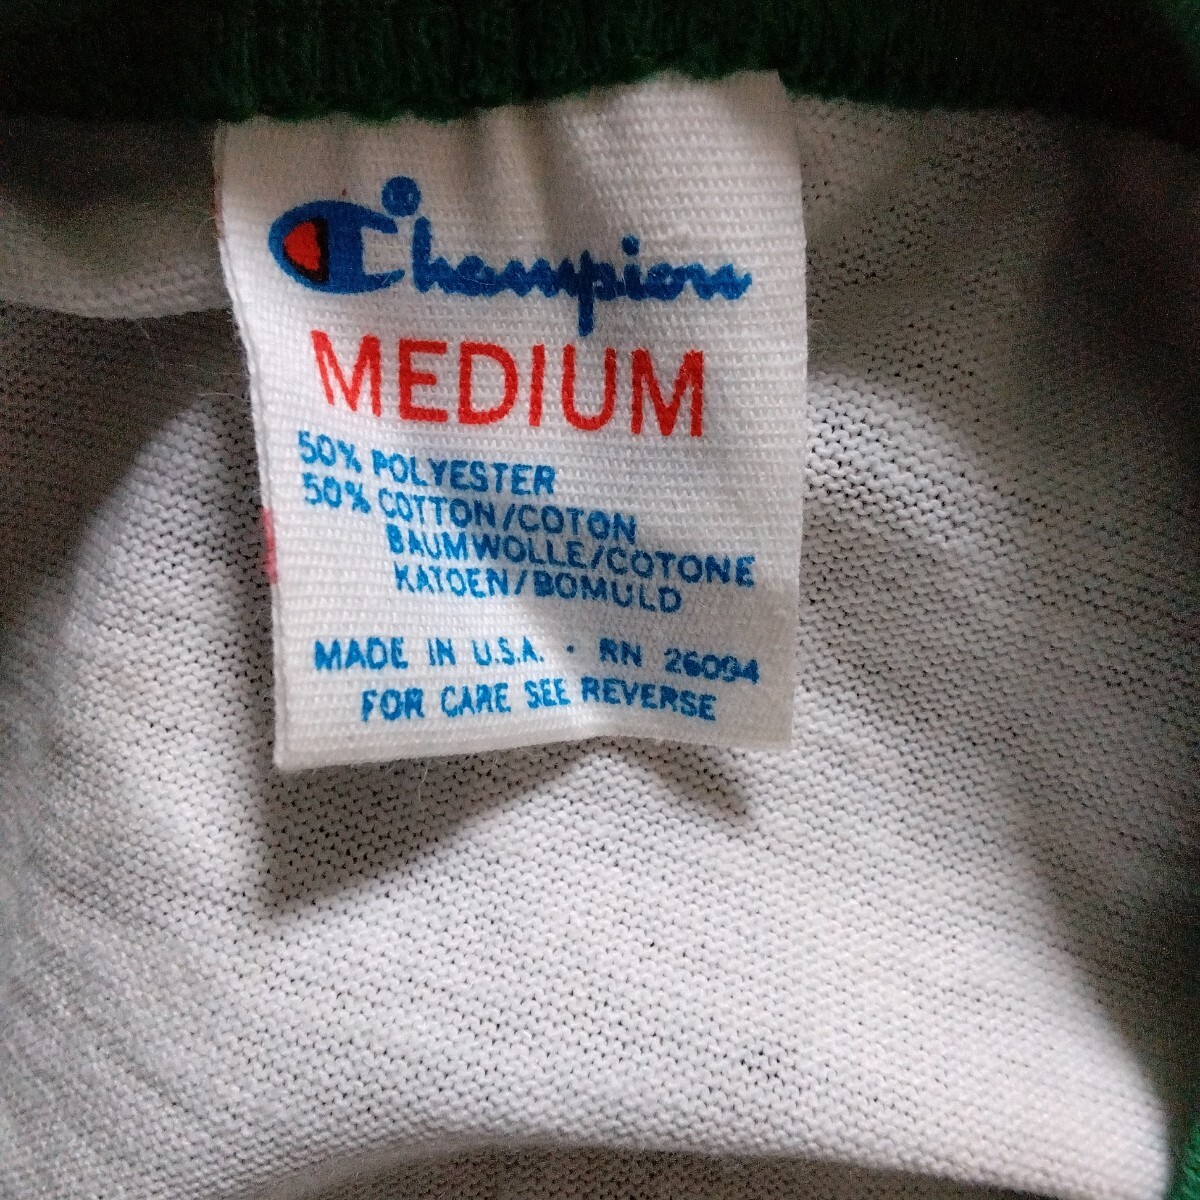 Champion®
MEDIUM
50% POLYESTER
50% COTTON/COTON
BAUMWOLLE/COTONE
KATOEN/BOMULD
MADE IN U.S.A. · RN 26094
FOR CARE SEE REVERSE